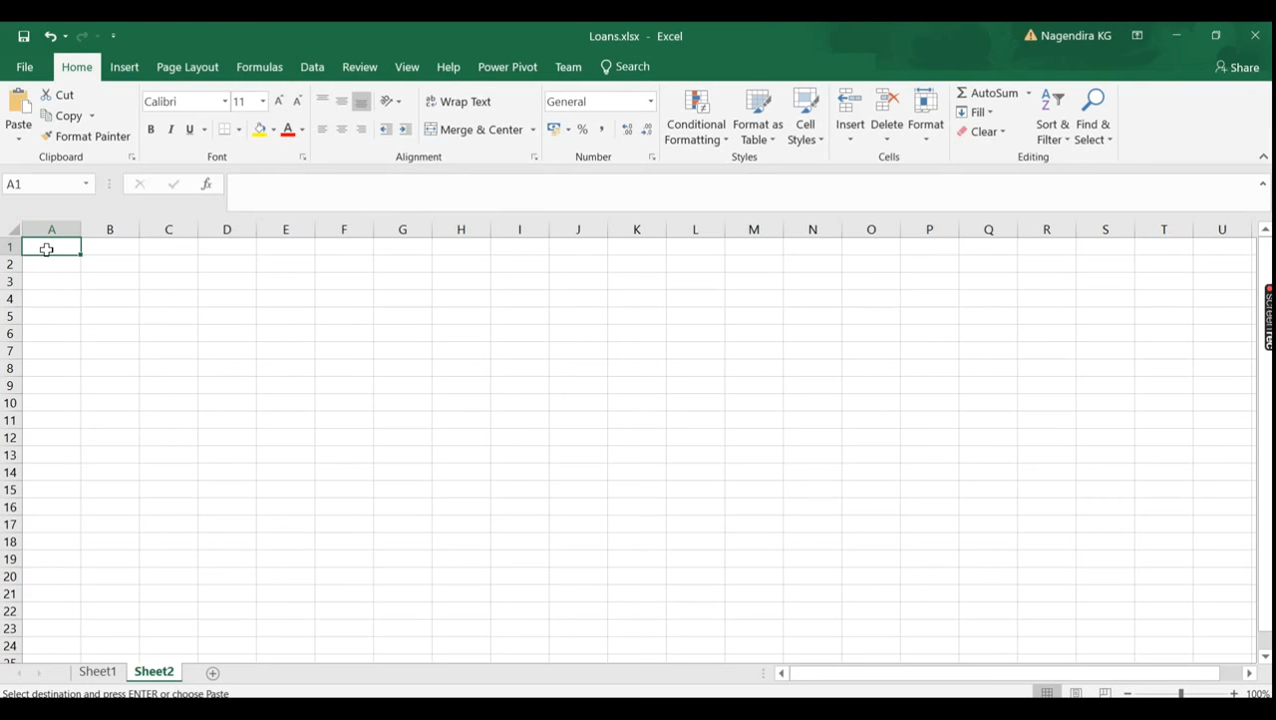 Loans.xlsx - Excel
Nagendira KG
File Home Insert Page Layout Formulas Data Review View Help Power Pivot Team Search Share
Paste
Cut
Copy
Format Painter
Clipboard
Calibri 11
B I U A
Font
Wrap Text
Merge & Center
Alignment
General
%
Number
Conditional Formatting
Format as Table
Cell Styles
Styles
Insert Delete Format
Cells
AutoSum
Fill
Clear
Sort & Filter
Find & Select
Editing
A1 fx
A B C D E F G H I J K L M N O P Q R S T U
1
2
3
4
5
6
7
8
9
10
11
12
13
14
15
16
17
18
19
20
21
22
23
24
25
screenrec
Sheet1 Sheet2
Select destination and press ENTER or choose Paste
100%